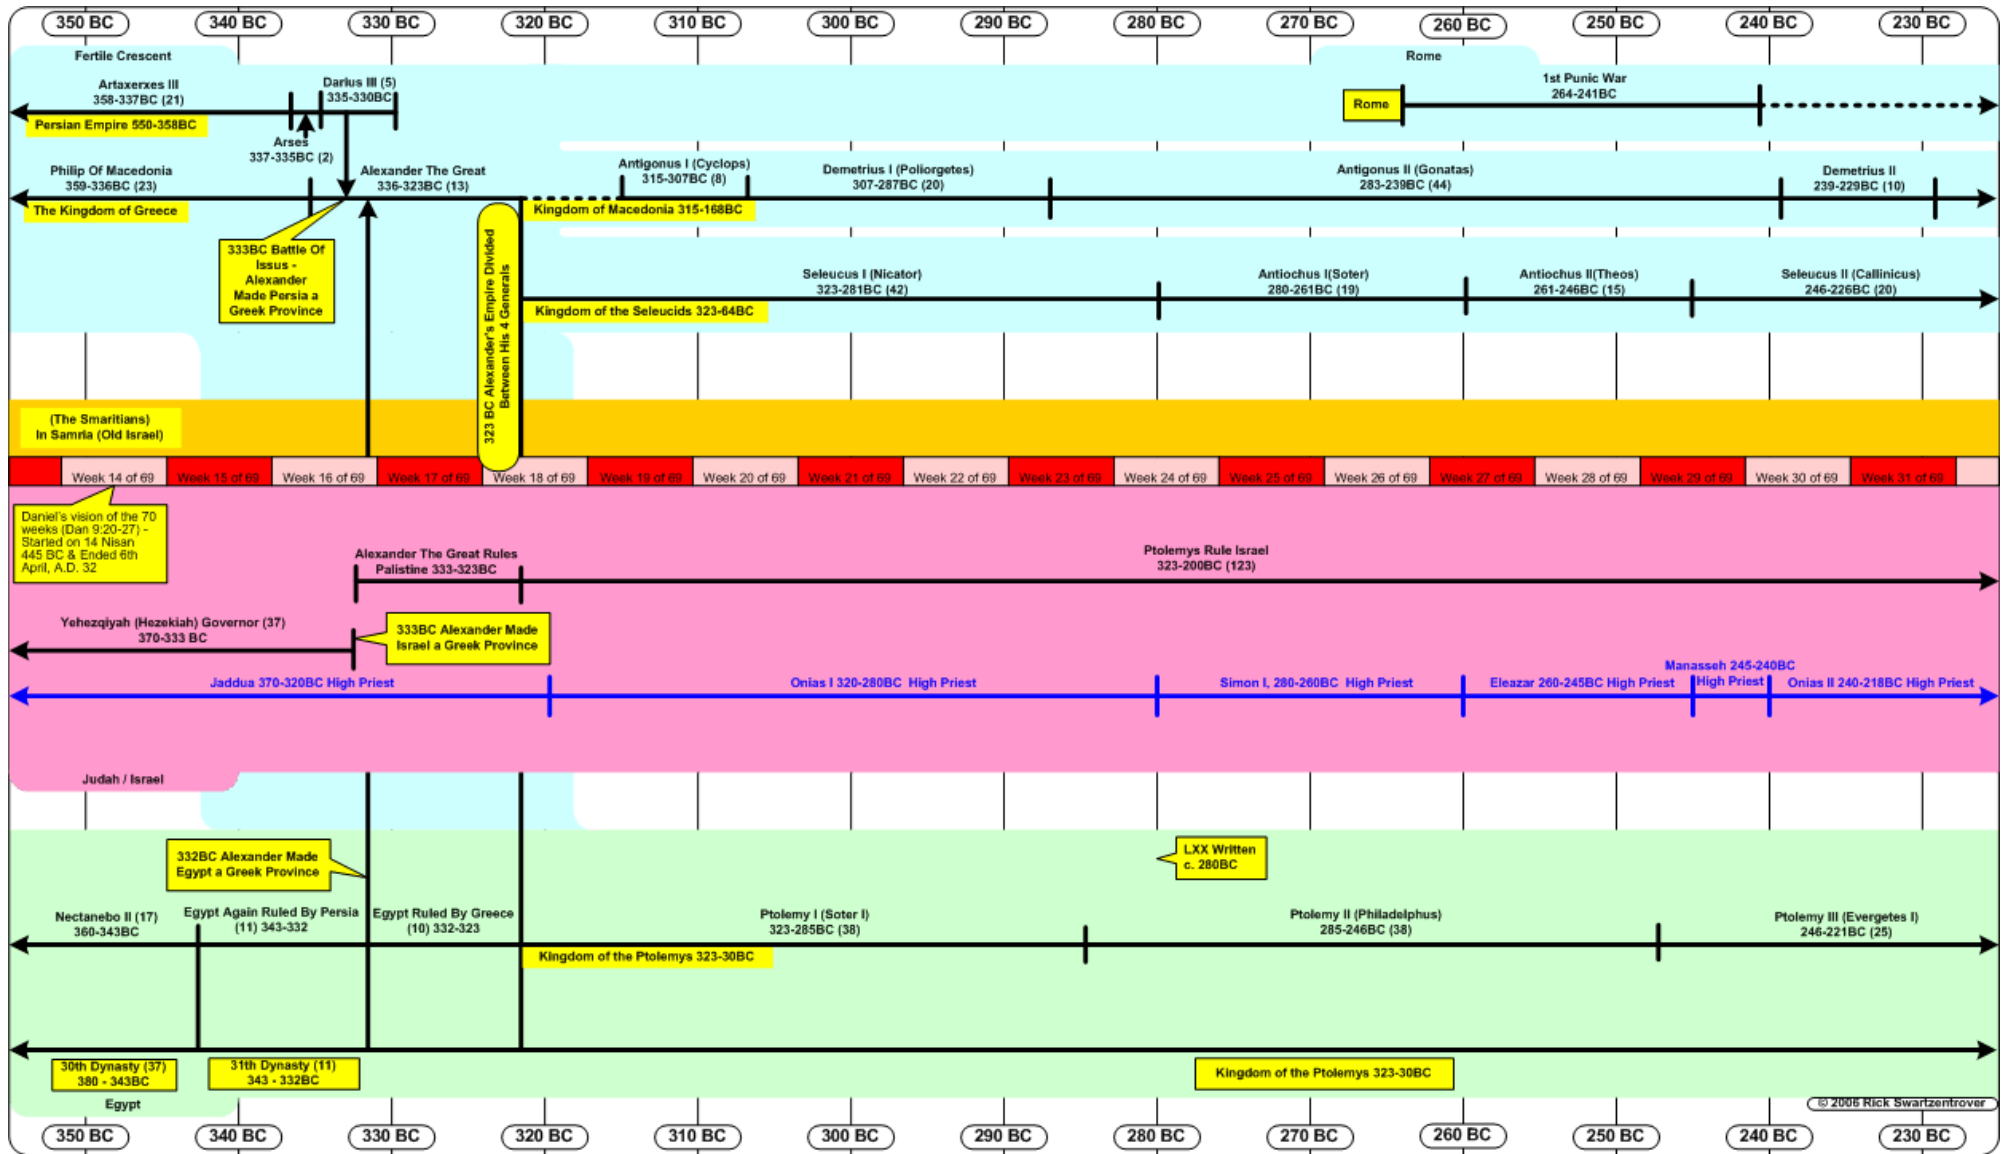 350 BC
340 BC
330 BC
320 BC
310 BC
300 BC
290 BC
280 BC
270 BC
260 BC
250 BC
240 BC
230 BC
Fertile Crescent
Rome
Artaxerxes III
358-337BC (21)
Darius III (5)
335-330BC
1st Punic War
264-241BC
Rome
Persian Empire 550-358BC
Arses
337-335BC (2)
Philip Of Macedonia
359-336BC (23)
Alexander The Great
336-323BC (13)
Antigonus I (Cyclops)
315-307BC (8)
Demetrius I (Poliorgetes)
307-287BC (20)
Antigonus II (Gonatas)
283-239BC (44)
Demetrius II
239-229BC (10)
The Kingdom of Greece
Kingdom of Macedonia 315-168BC
333BC Battle Of
Issus -
Alexander
Made Persia a
Greek Province
323 BC Alexander's Empire Divided
Between His 4 Generals
Seleucus I (Nicator)
323-281BC (42)
Antiochus I(Soter)
280-261BC (19)
Antiochus II(Theos)
261-246BC (15)
Seleucus II (Callinicus)
246-226BC (20)
Kingdom of the Seleucids 323-64BC
(The Smaritians)
In Samria (Old Israel)
Week 14 of 69
Week 15 of 69
Week 16 of 69
Week 17 of 69
Week 18 of 69
Week 19 of 69
Week 20 of 69
Week 21 of 69
Week 22 of 69
Week 23 of 69
Week 24 of 69
Week 25 of 69
Week 26 of 69
Week 27 of 69
Week 28 of 69
Week 29 of 69
Week 30 of 69
Week 31 of 69
Daniel's vision of the 70
weeks (Dan 9:20-27) -
Started on 14 Nisan
445 BC & Ended 6th
April, A.D. 32
Alexander The Great Rules
Palistine 333-323BC
Ptolemys Rule Israel
323-200BC (123)
Yehezqiyah (Hezekiah) Governor (37)
370-333 BC
333BC Alexander Made
Israel a Greek Province
Jaddua 370-320BC High Priest
Onias I 320-280BC High Priest
Simon I, 280-260BC High Priest
Eleazar 260-245BC High Priest
Manasseh 245-240BC
High Priest
Onias II 240-218BC High Priest
Judah / Israel
332BC Alexander Made
Egypt a Greek Province
LXX Written
c. 280BC
Nectanebo II (17)
360-343BC
Egypt Again Ruled By Persia
(11) 343-332
Egypt Ruled By Greece
(10) 332-323
Ptolemy I (Soter I)
323-285BC (38)
Ptolemy II (Philadelphus)
285-246BC (38)
Ptolemy III (Evergetes I)
246-221BC (25)
Kingdom of the Ptolemys 323-30BC
30th Dynasty (37)
380 - 343BC
31th Dynasty (11)
343 - 332BC
Kingdom of the Ptolemys 323-30BC
Egypt
© 2006 Rick Swartzentrover
350 BC
340 BC
330 BC
320 BC
310 BC
300 BC
290 BC
280 BC
270 BC
260 BC
250 BC
240 BC
230 BC